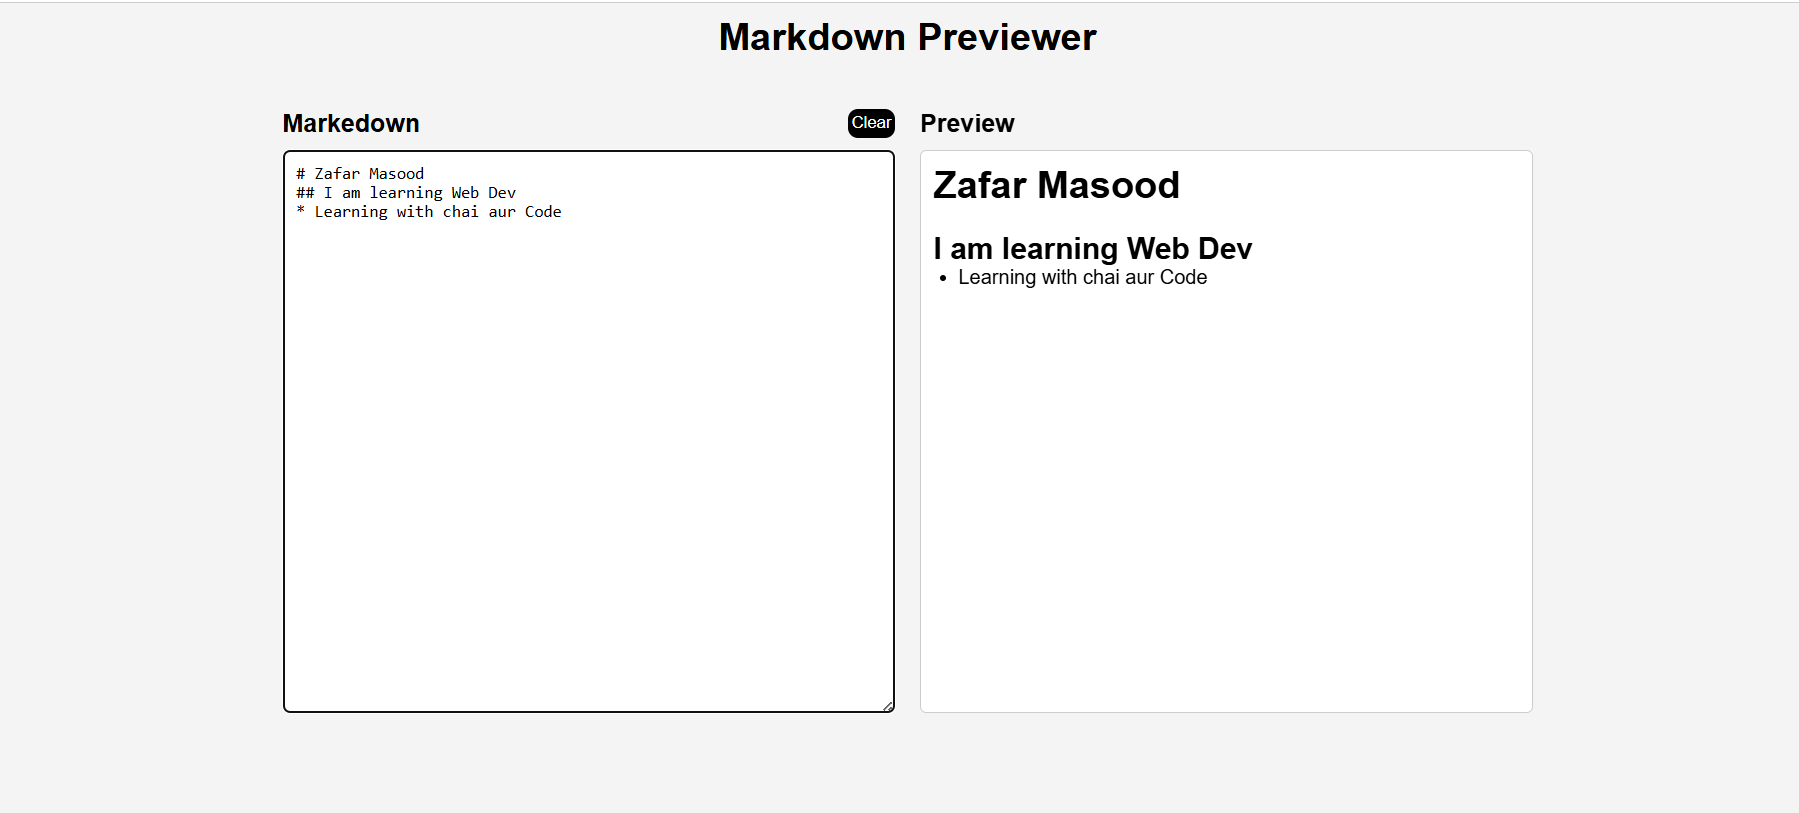 Markdown Previewer
Markedown
Clear
# Zafar Masood
## I am learning Web Dev
* Learning with chai aur Code
Preview
Zafar Masood
I am learning Web Dev
• Learning with chai aur Code